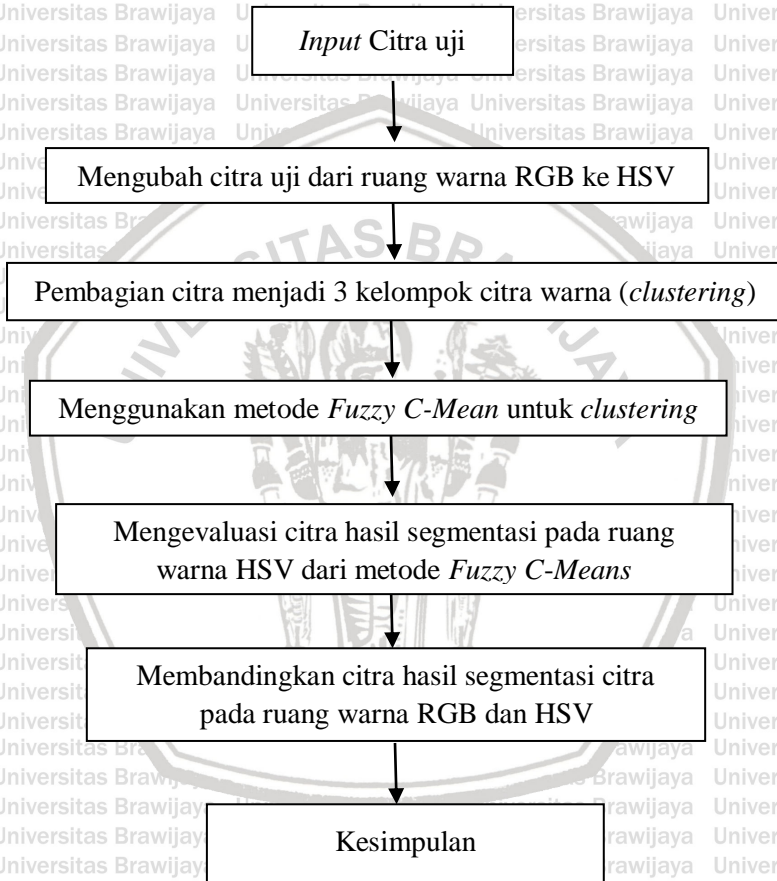 Input Citra uji
Mengubah citra uji dari ruang warna RGB ke HSV
Pembagian citra menjadi 3 kelompok citra warna (clustering)
Menggunakan metode Fuzzy C-Mean untuk clustering
Mengevaluasi citra hasil segmentasi pada ruang
warna HSV dari metode Fuzzy C-Means
Membandingkan citra hasil segmentasi citra
pada ruang warna RGB dan HSV
Kesimpulan